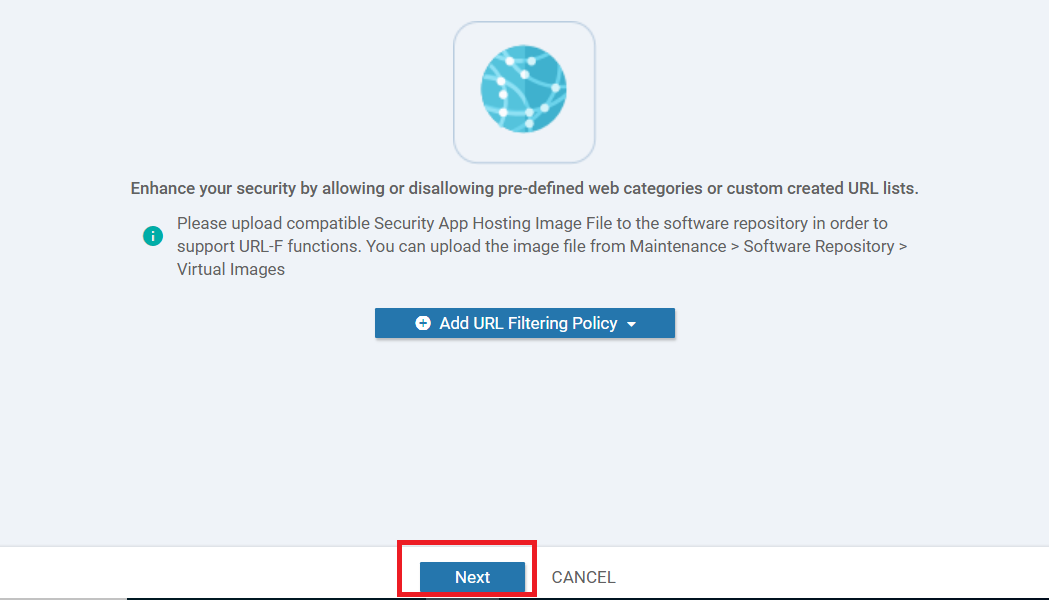 Enhance your security by allowing or disallowing pre-defined web categories or custom created URL lists.
Please upload compatible Security App Hosting Image File to the software repository in order to
support URL-F functions. You can upload the image file from Maintenance > Software Repository >
Virtual Images
Add URL Filtering Policy
Next CANCEL